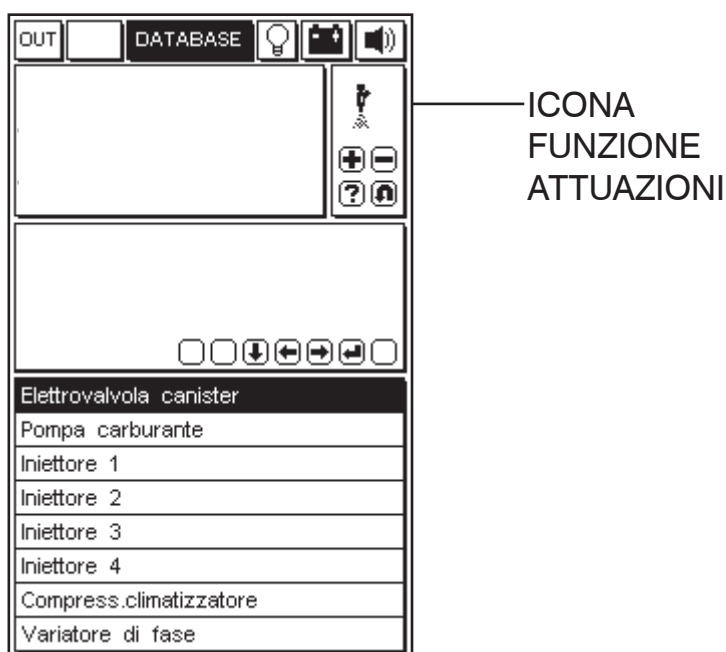 OUT DATABASE
ICONA
FUNZIONE
ATTUAZIONI
?
Elettrovalvola canister
Pompa carburante
Iniettore 1
Iniettore 2
Iniettore 3
Iniettore 4
Compress.climatizzatore
Variatore di fase